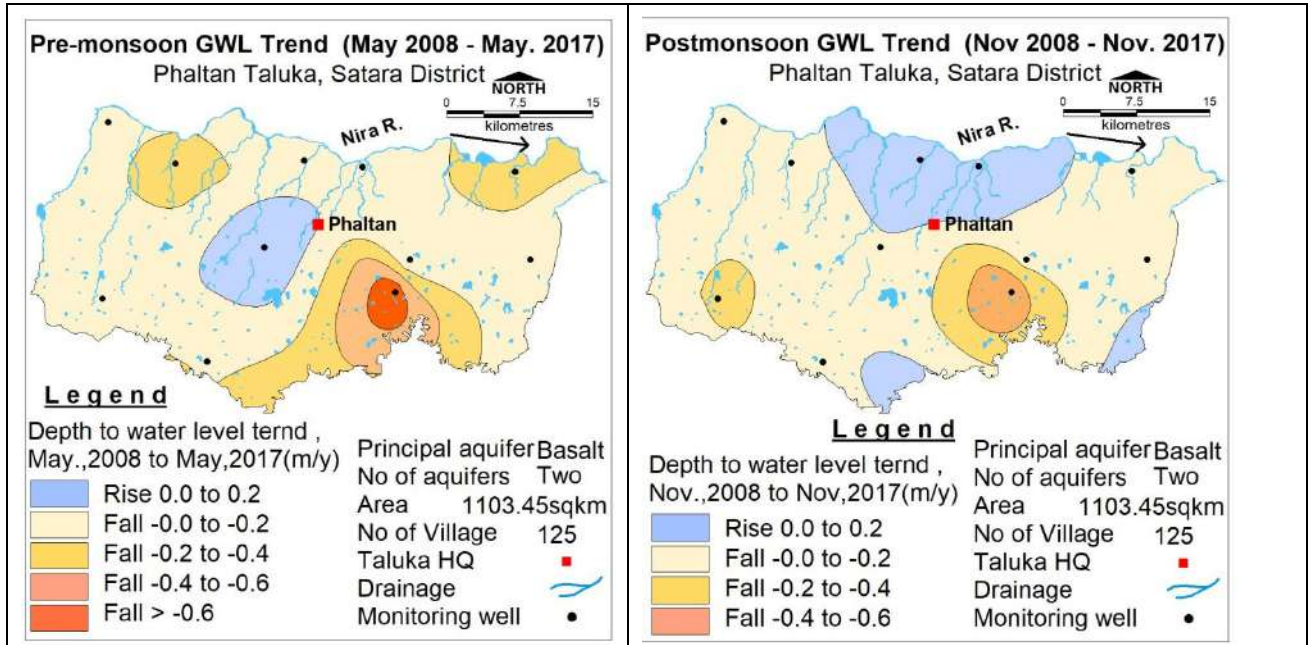 Pre-monsoon GWL Trend (May 2008 - May. 2017)
Phaltan Taluka, Satara District
NORTH
0 7.5 15
kilometres
Nira R.
Phaltan
Legend
Depth to water level ternd ,
May.,2008 to May,2017(m/y)
Rise 0.0 to 0.2
Fall -0.0 to -0.2
Fall -0.2 to -0.4
Fall -0.4 to -0.6
Fall > -0.6
Principal aquifer Basalt
No of aquifers Two
Area 1103.45sqkm
No of Village 125
Taluka HQ
Drainage
Monitoring well
Postmonsoon GWL Trend (Nov 2008 - Nov. 2017)
Phaltan Taluka, Satara District
NORTH
0 7.5 15
kilometres
Nira R.
Phaltan
Legend
Depth to water level ternd ,
Nov.,2008 to Nov,2017(m/y)
Rise 0.0 to 0.2
Fall -0.0 to -0.2
Fall -0.2 to -0.4
Fall -0.4 to -0.6
Principal aquifer Basalt
No of aquifers Two
Area 1103.45sqkm
No of Village 125
Taluka HQ
Drainage
Monitoring well